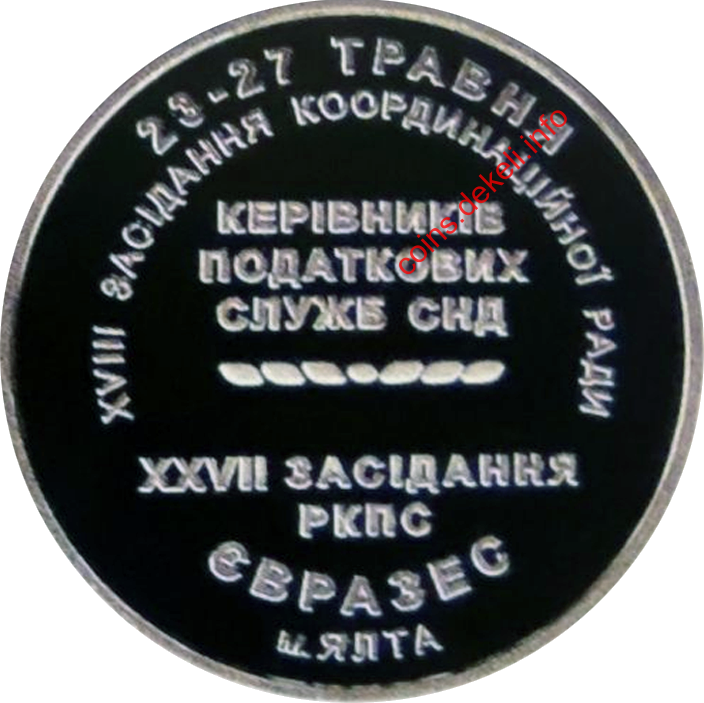 23-27 ТРАВНЯ
XVIII ЗАСІДАННЯ КООРДИНАЦІЙНОЇ РАДИ
КЕРІВНИКІВ
ПОДАТКОВИХ
СЛУЖБ СНД
XXVII ЗАСІДАННЯ
РКПС
ЄВРАЗЕС
м. ЯЛТА
coins.dekeli.info